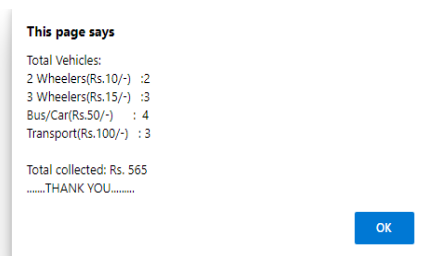 This page says
Total Vehicles:
2 Wheelers(Rs.10/-) :2
3 Wheelers(Rs.15/-) :3
Bus/Car(Rs.50/-) : 4
Transport(Rs.100/-) : 3
Total collected: Rs. 565
.......THANK YOU.........
OK